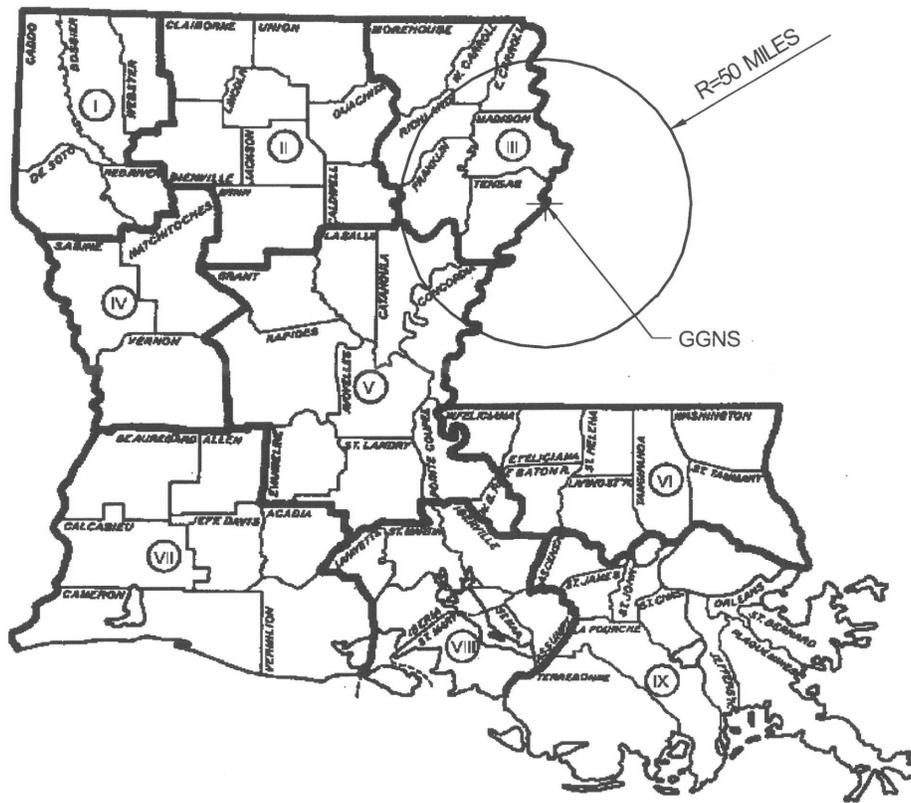 CADDO
BOSSIER
WEBSTER
CLAIBORNE
UNION
MOREHOUSE
W. CARROLL
E. CARROLL
R=50 MILES
I
LINCOLN
OUACHITA
RICHLAND
MADISON
II
III
JACKSON
FRANKLIN
DE SOTO
RED RIVER
BIENVILLE
CALDWELL
TENSAS
WINN
NATCHITOCHES
SABINE
LASALLE
GRANT
CATAHOULA
CONCORDIA
IV
RAPIDES
GGNS
VERNON
AVOYELLES
V
W.FELICIANA
WASHINGTON
BEAUREGARD
ALLEN
EVANGELINE
ST. LANDRY
POINTE COUPEE
E.FELICIANA
ST. HELENA
TANGIPAHOA
E BATON R.
LIVINGSTON
VI
ST. TAMMANY
CALCASIEU
JEFF. DAVIS
ACADIA
LAFAYETTE
ST. MARTIN
IBERVILLE
ASCENSION
VII
CAMERON
VERMILION
IBERIA
ST. MARY
VIII
ST. JAMES
ST. JOHN
ST. CHAS.
ORLEANS
ST. BERNARD
PLAQUEMINES
LA FOURCHE
JEFFERSON
TERREBONNE
IX